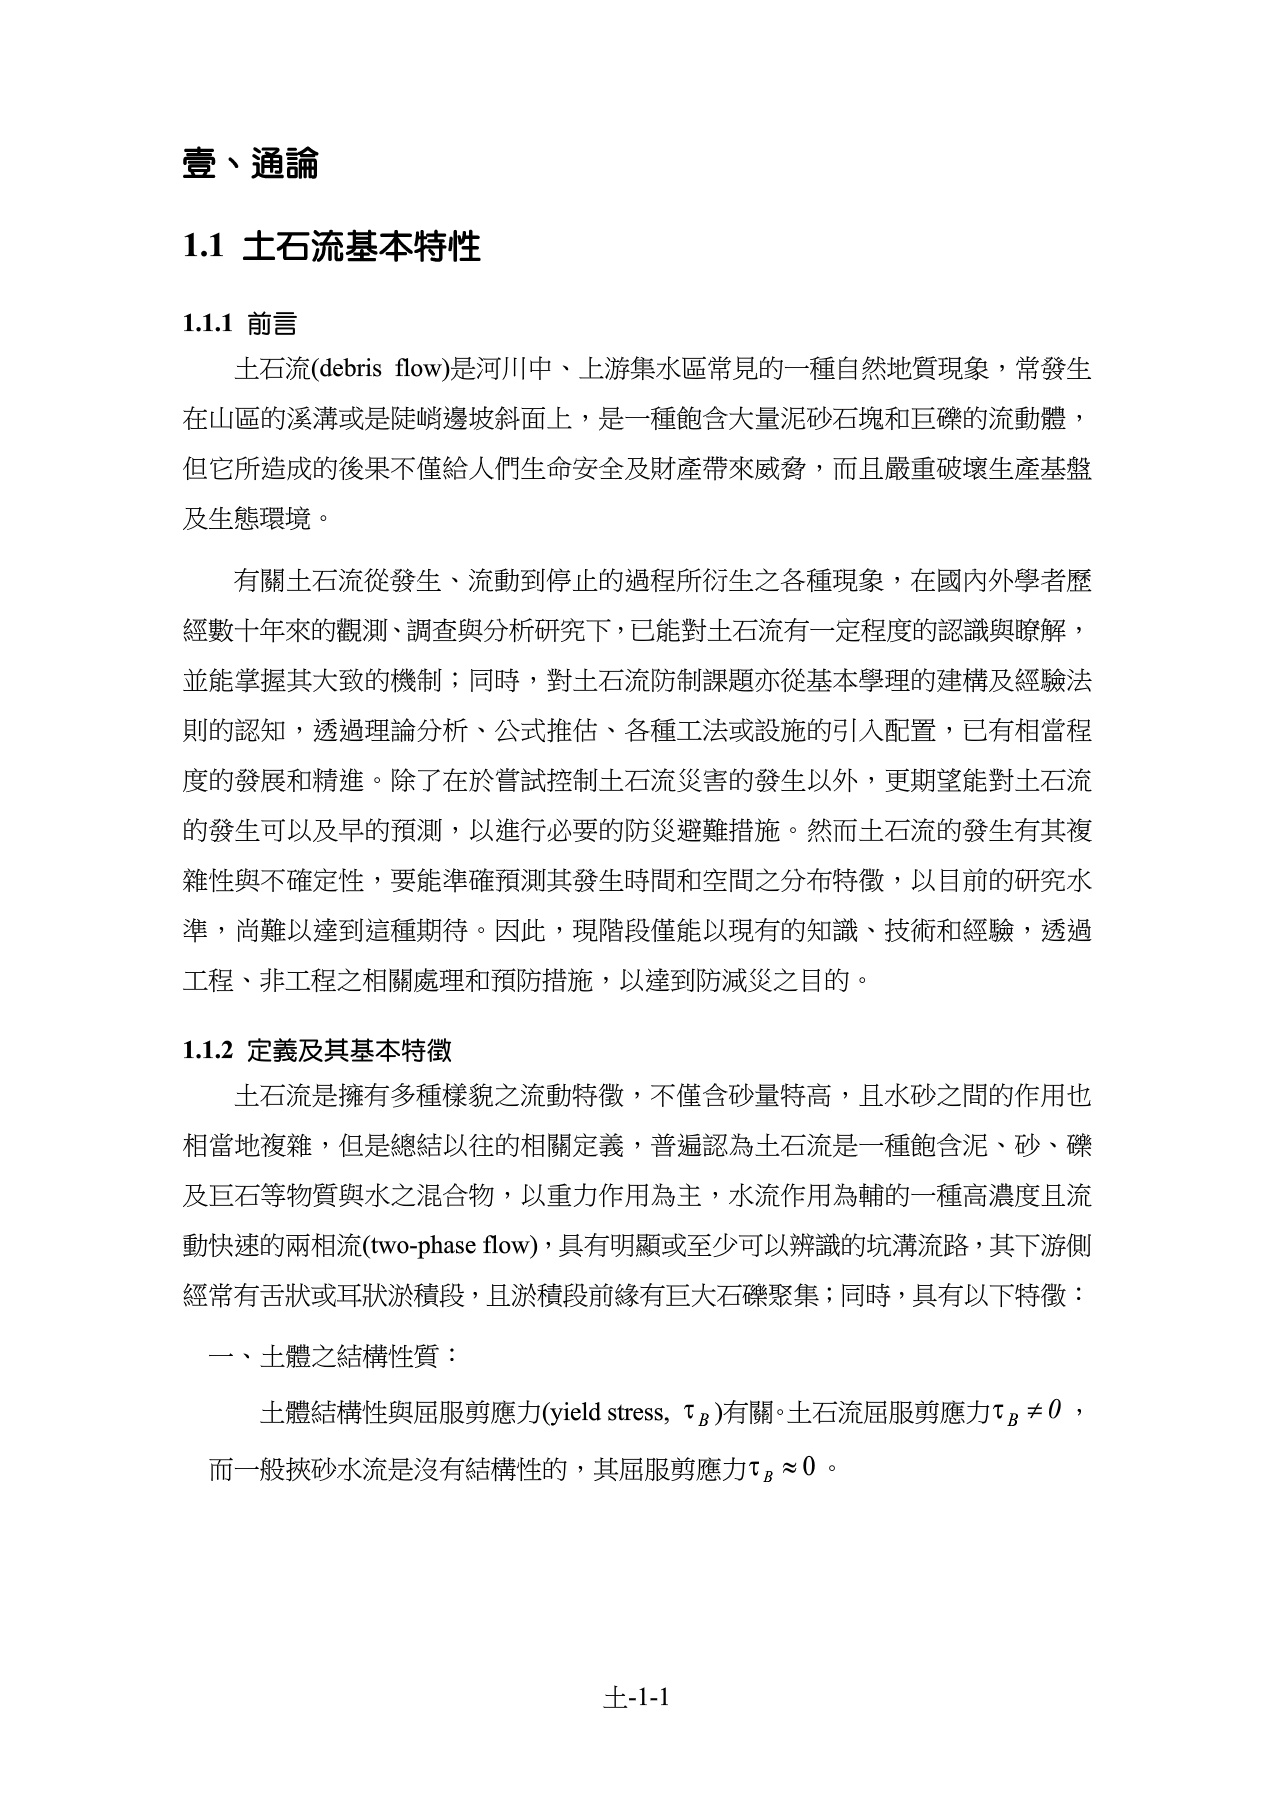 壹、通論
1.1 土石流基本特性
1.1.1 前言
土石流(debris flow)是河川中、上游集水區常見的一種自然地質現象，常發生
在山區的溪溝或是陡峭邊坡斜面上，是一種飽含大量泥砂石塊和巨礫的流動體，
但它所造成的後果不僅給人們生命安全及財產帶來威脅，而且嚴重破壞生產基盤
及生態環境。
有關土石流從發生、流動到停止的過程所衍生之各種現象，在國內外學者歷
經數十年來的觀測、調查與分析研究下，已能對土石流有一定程度的認識與瞭解，
並能掌握其大致的機制；同時，對土石流防制課題亦從基本學理的建構及經驗法
則的認知，透過理論分析、公式推估、各種工法或設施的引入配置，已有相當程
度的發展和精進。除了在於嘗試控制土石流災害的發生以外，更期望能對土石流
的發生可以及早的預測，以進行必要的防災避難措施。然而土石流的發生有其複
雜性與不確定性，要能準確預測其發生時間和空間之分布特徵，以目前的研究水
準，尚難以達到這種期待。因此，現階段僅能以現有的知識、技術和經驗，透過
工程、非工程之相關處理和預防措施，以達到防減災之目的。
1.1.2 定義及其基本特徵
土石流是擁有多種樣貌之流動特徵，不僅含砂量特高，且水砂之間的作用也
相當地複雜，但是總結以往的相關定義，普遍認為土石流是一種飽含泥、砂、礫
及巨石等物質與水之混合物，以重力作用為主，水流作用為輔的一種高濃度且流
動快速的兩相流(two-phase flow)，具有明顯或至少可以辨識的坑溝流路，其下游側
經常有舌狀或耳狀淤積段，且淤積段前緣有巨大石礫聚集；同時，具有以下特徵：
一、土體之結構性質：
土體結構性與屈服剪應力(yield stress, τ_B)有關。土石流屈服剪應力τ_B ≠ 0，
而一般挾砂水流是沒有結構性的，其屈服剪應力τ_B ≈ 0。
土-1-1